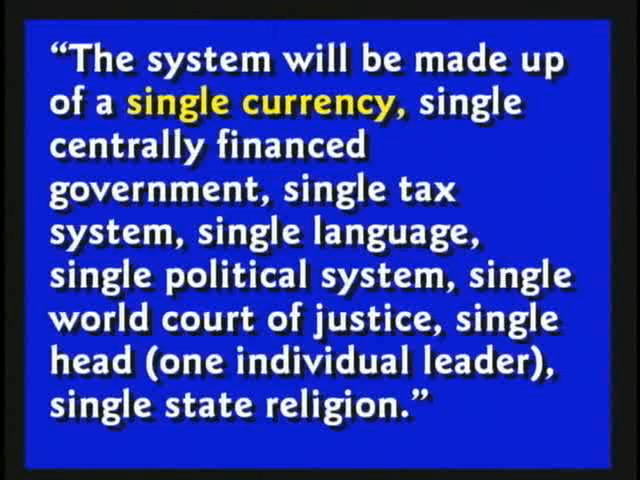 “The system will be made up
of a single currency, single
centrally financed
government, single tax
system, single language,
single political system, single
world court of justice, single
head (one individual leader),
single state religion.”